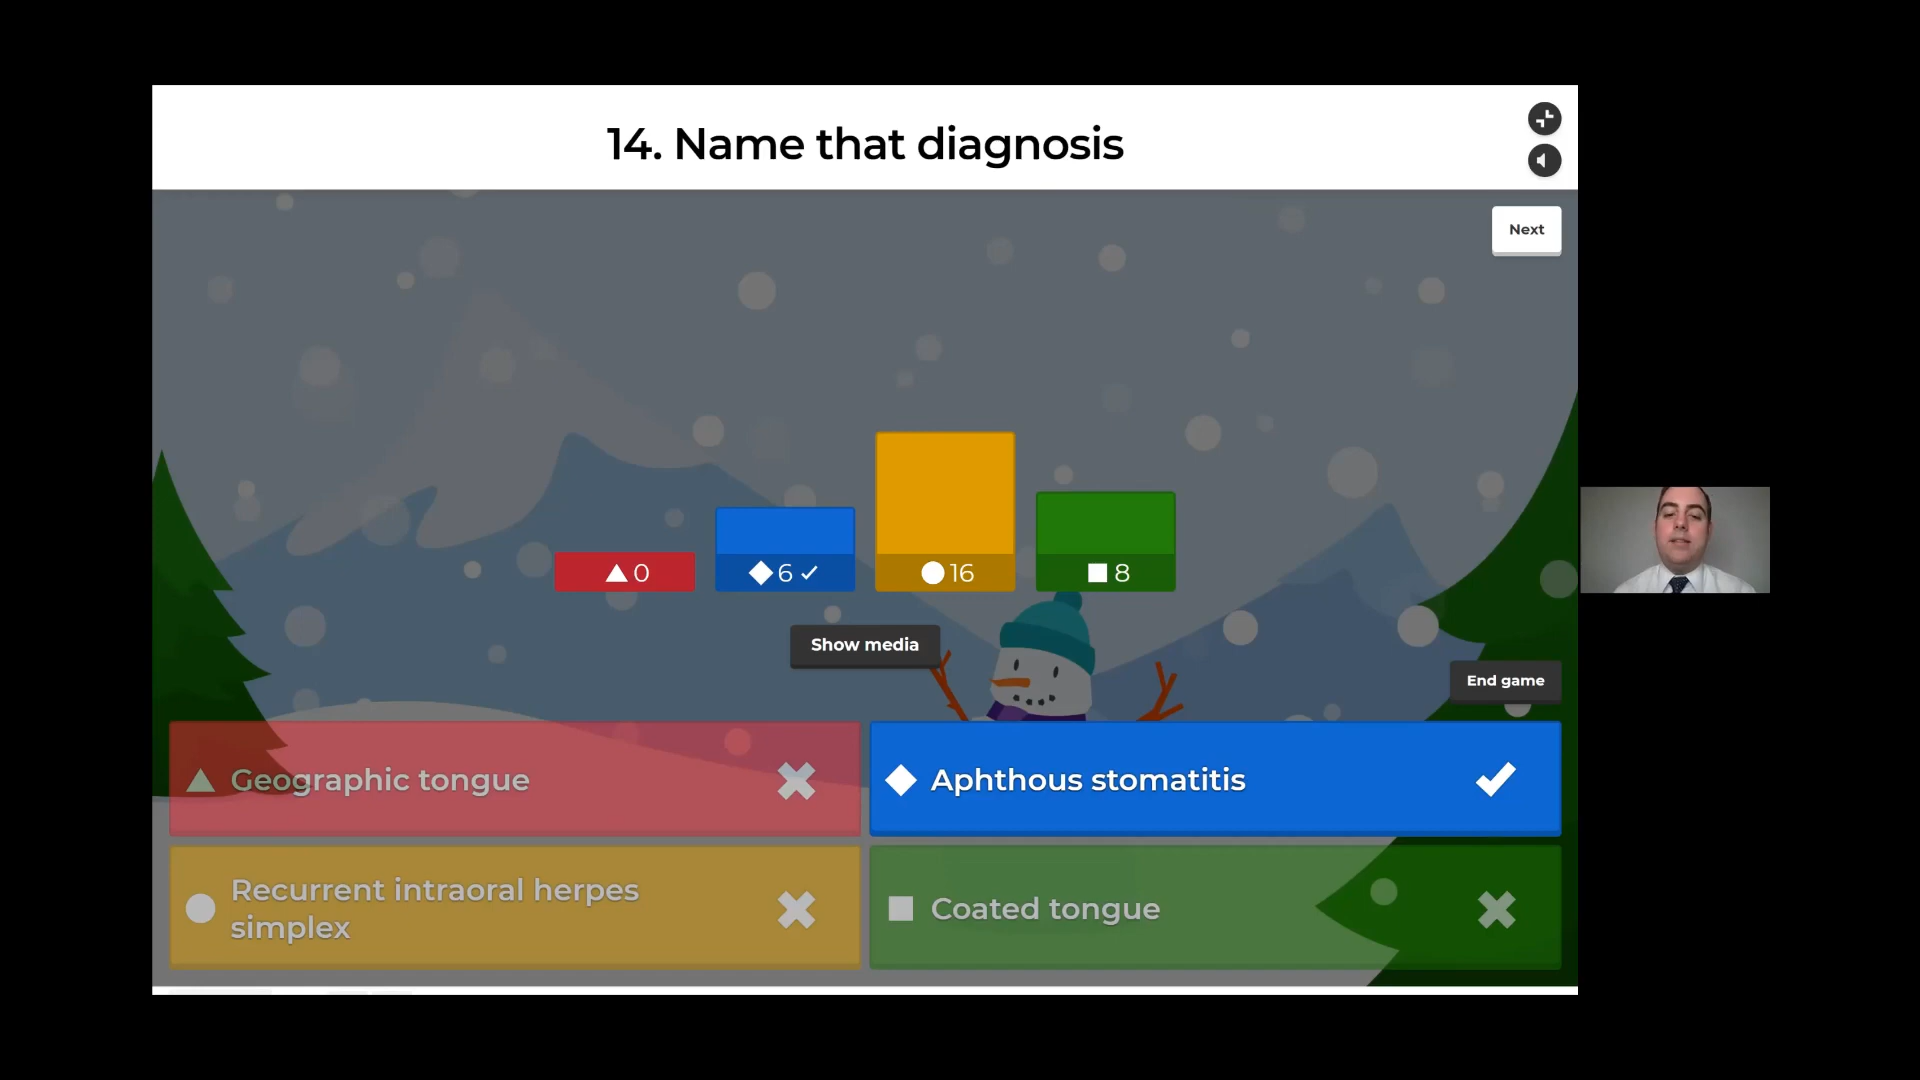 14. Name that diagnosis
Next
0
6
16
8
Show media
End game
Geographic tongue
Aphthous stomatitis
Recurrent intraoral herpes
simplex
Coated tongue